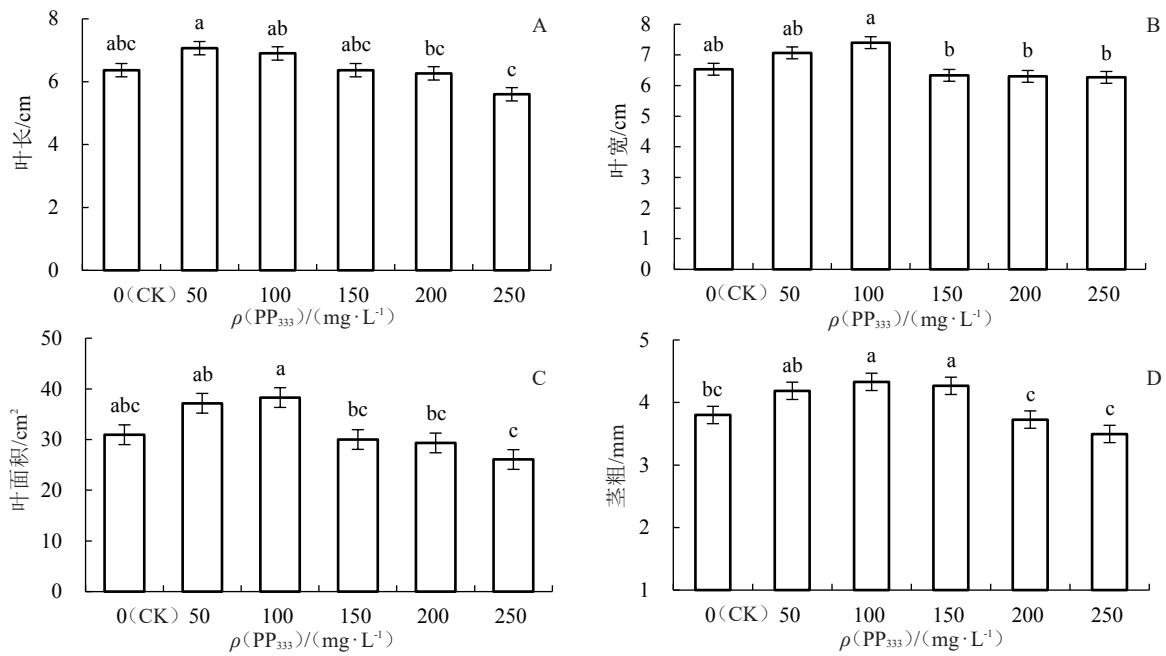 A
叶长/cm
8
6
4
2
0
abc
a
ab
abc
bc
c
0（CK） 50 100 150 200 250
ρ（PP₃₃₃）/(mg·L⁻¹)
B
叶宽/cm
8
7
6
5
4
3
2
1
0
ab
ab
a
b
b
b
0（CK） 50 100 150 200 250
ρ（PP₃₃₃）/(mg·L⁻¹)
C
叶面积/cm²
50
40
30
20
10
0
abc
ab
a
bc
bc
c
0（CK） 50 100 150 200 250
ρ（PP₃₃₃）/(mg·L⁻¹)
D
茎粗/mm
5
4
3
2
1
bc
ab
a
a
c
c
0（CK） 50 100 150 200 250
ρ（PP₃₃₃）/(mg·L⁻¹)